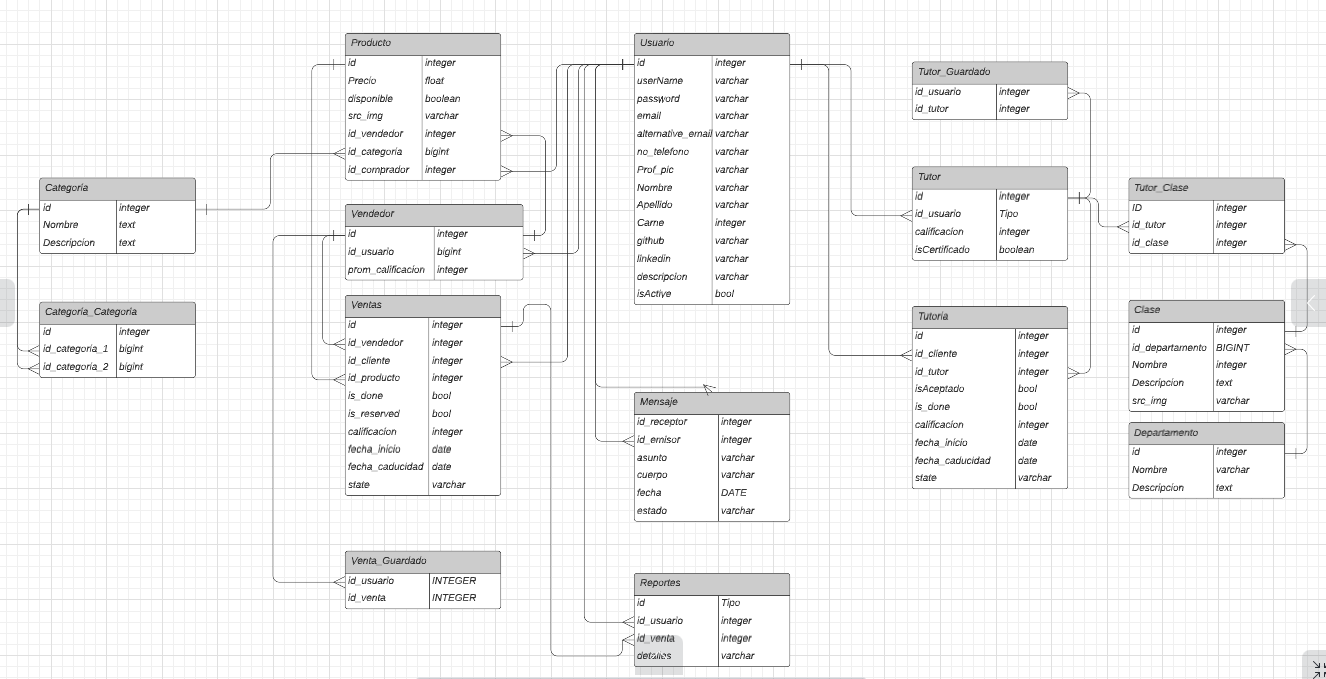 Producto
id integer
Precio float
disponible boolean
src_img varchar
id_vendedor integer
id_categoria bigint
id_comprador integer
Usuario
id integer
userName varchar
password varchar
email varchar
alternative_email varchar
no_telefono varchar
Prof_pic varchar
Nombre varchar
Apellido varchar
Carne integer
github varchar
linkedin varchar
descripcion varchar
isActive bool
Tutor_Guardado
id_usuario integer
id_tutor integer
Categoria
id integer
Nombre text
Descripcion text
Vendedor
id integer
id_usuario bigint
prom_calificacion integer
Tutor
id integer
id_usuario Tipo
calificacion integer
isCertificado boolean
Tutor_Clase
ID integer
id_tutor integer
id_clase integer
Categoria_Categoria
id integer
id_categoria_1 bigint
id_categoria_2 bigint
Ventas
id integer
id_vendedor integer
id_cliente integer
id_producto integer
is_done bool
is_reserved bool
calificacion integer
fecha_inicio date
fecha_caducidad date
state varchar
Tutoria
id integer
id_cliente integer
id_tutor integer
isAceptado bool
is_done bool
calificacion integer
fecha_inicio date
fecha_caducidad date
state varchar
Clase
id integer
id_departamento BIGINT
Nombre integer
Descripcion text
src_img varchar
Mensaje
id_receptor integer
id_emisor integer
asunto varchar
cuerpo varchar
fecha DATE
estado varchar
Departamento
id integer
Nombre varchar
Descripcion text
Venta_Guardado
id_usuario INTEGER
id_venta INTEGER
Reportes
id Tipo
id_usuario integer
id_venta integer
detalles varchar